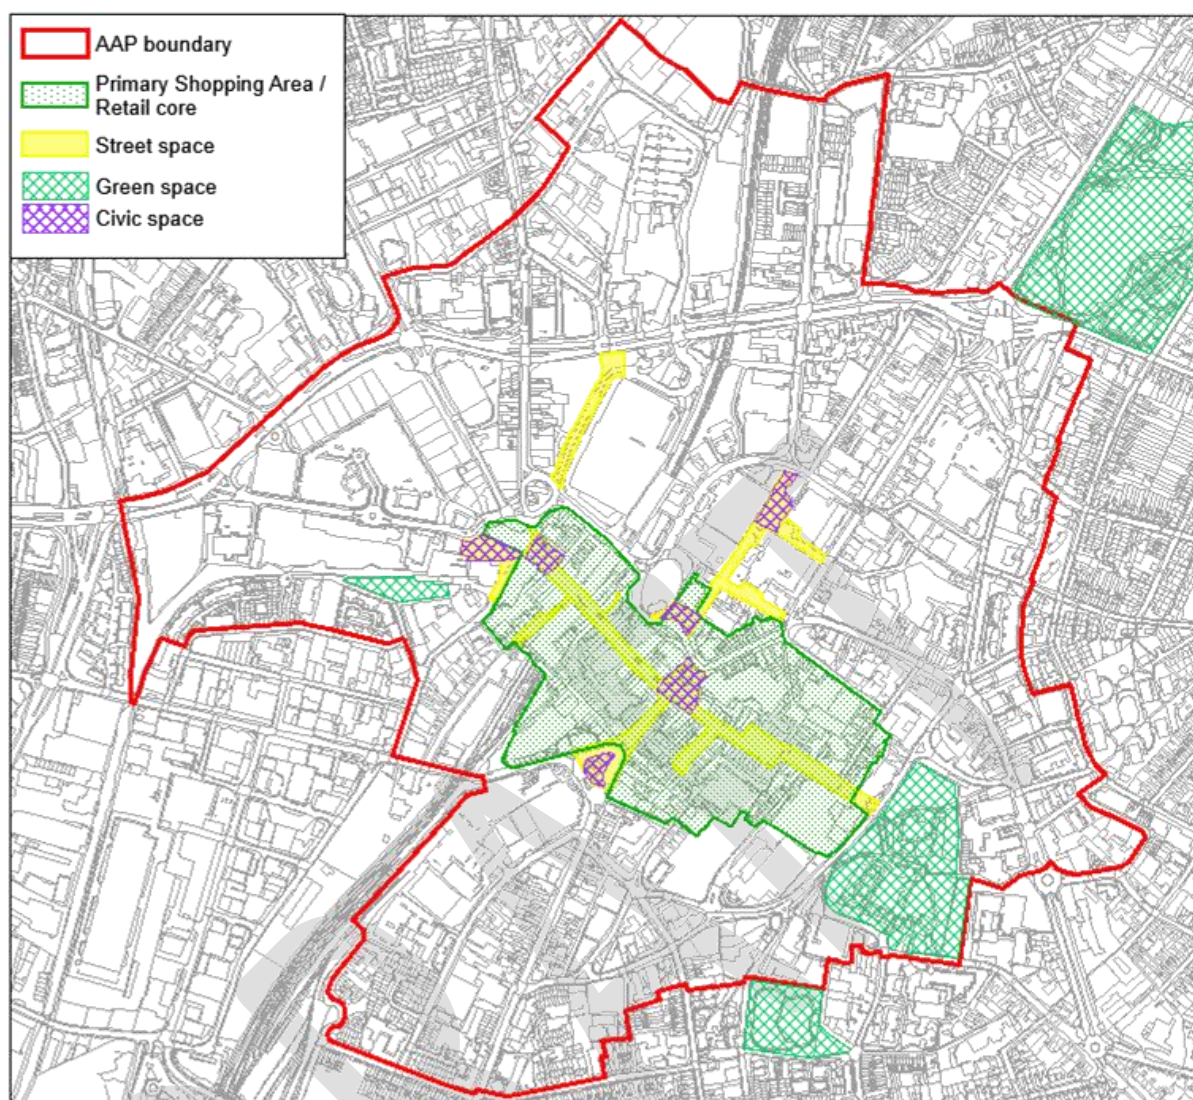 AAP boundary
Primary Shopping Area /
Retail core
Street space
Green space
Civic space